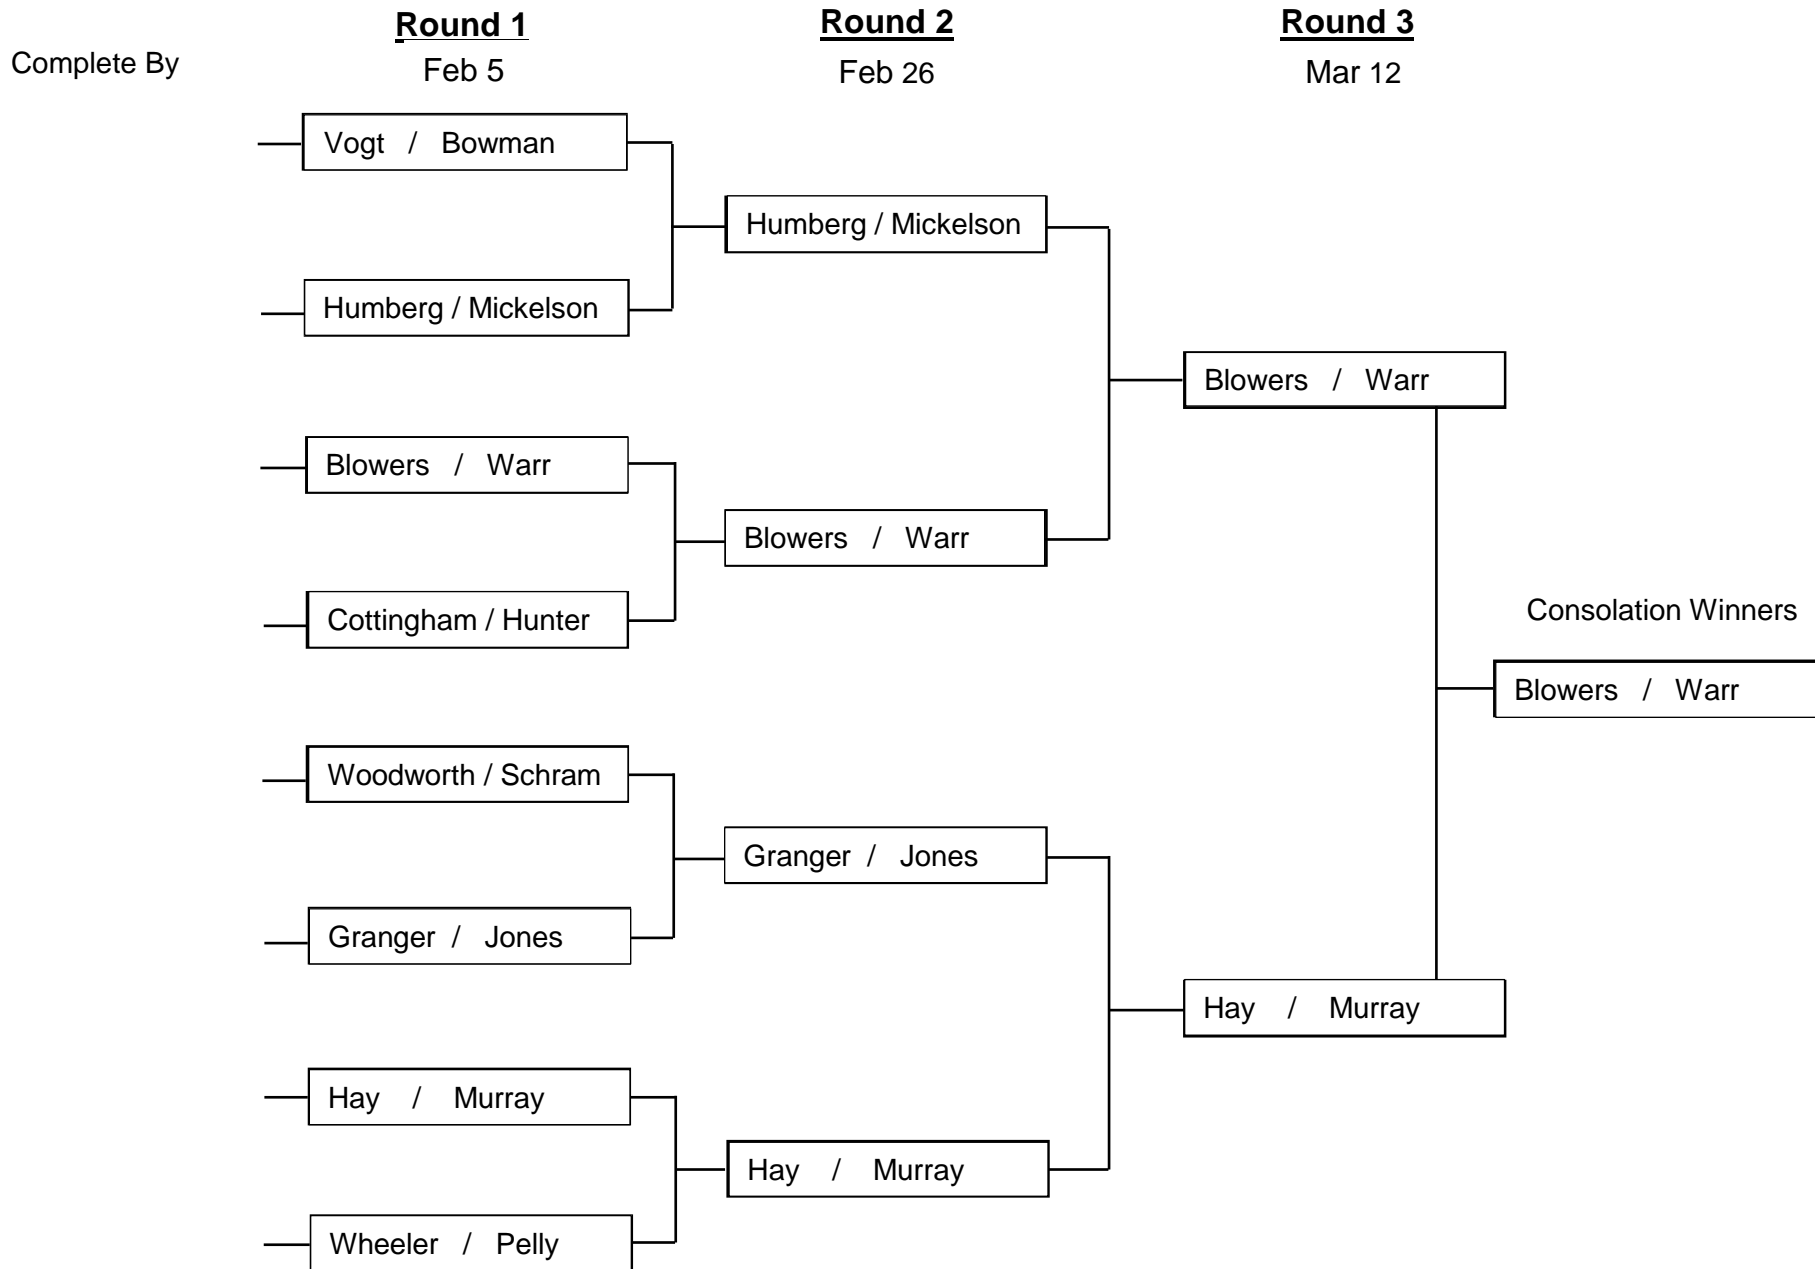 Round 1 Round 2 Round 3
Complete By Feb 5 Feb 26 Mar 12
Vogt / Bowman
Humberg / Mickelson
Humberg / Mickelson
Blowers / Warr
Blowers / Warr
Blowers / Warr
Cottingham / Hunter
Consolation Winners
Blowers / Warr
Woodworth / Schram
Granger / Jones
Granger / Jones
Hay / Murray
Hay / Murray
Hay / Murray
Wheeler / Pelly